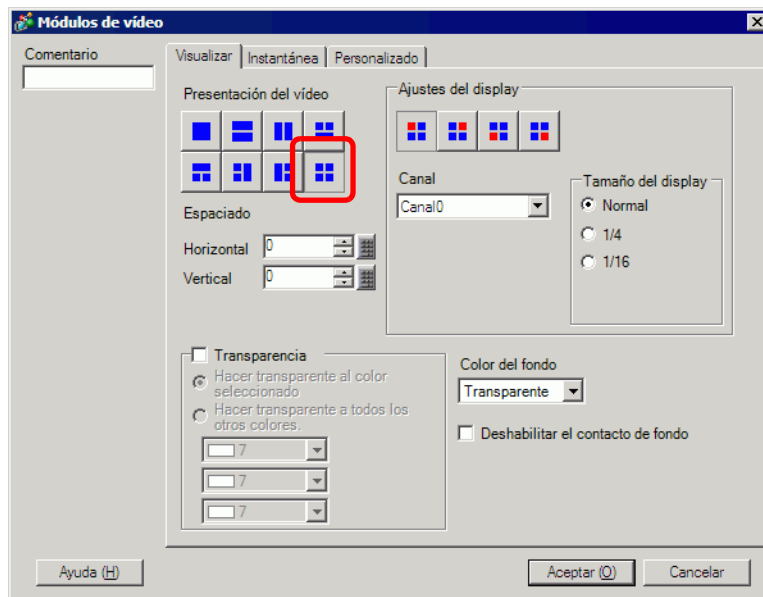 Módulos de vídeo
Comentario
Visualizar
Instantánea
Personalizado
Presentación del vídeo
Ajustes del display
Canal
Canal0
Tamaño del display
Normal
1/4
1/16
Espaciado
Horizontal
0
Vertical
0
Transparencia
Hacer transparente al color
seleccionado
Hacer transparente a todos los
otros colores.
7
7
7
Color del fondo
Transparente
Deshabilitar el contacto de fondo
Ayuda (H)
Aceptar (O)
Cancelar